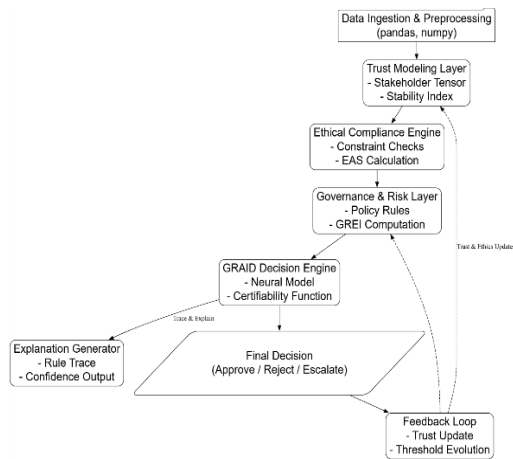 Data Ingestion & Preprocessing
(pandas, numpy)
Trust Modeling Layer
- Stakeholder Tensor
- Stability Index
Ethical Compliance Engine
- Constraint Checks
- EAS Calculation
Governance & Risk Layer
- Policy Rules
- GREI Computation
Trust & Ethics Update
GRAID Decision Engine
- Neural Model
- Certifiability Function
Trace & Explain
Explanation Generator
- Rule Trace
- Confidence Output
Final Decision
(Approve / Reject / Escalate)
Feedback Loop
- Trust Update
- Threshold Evolution